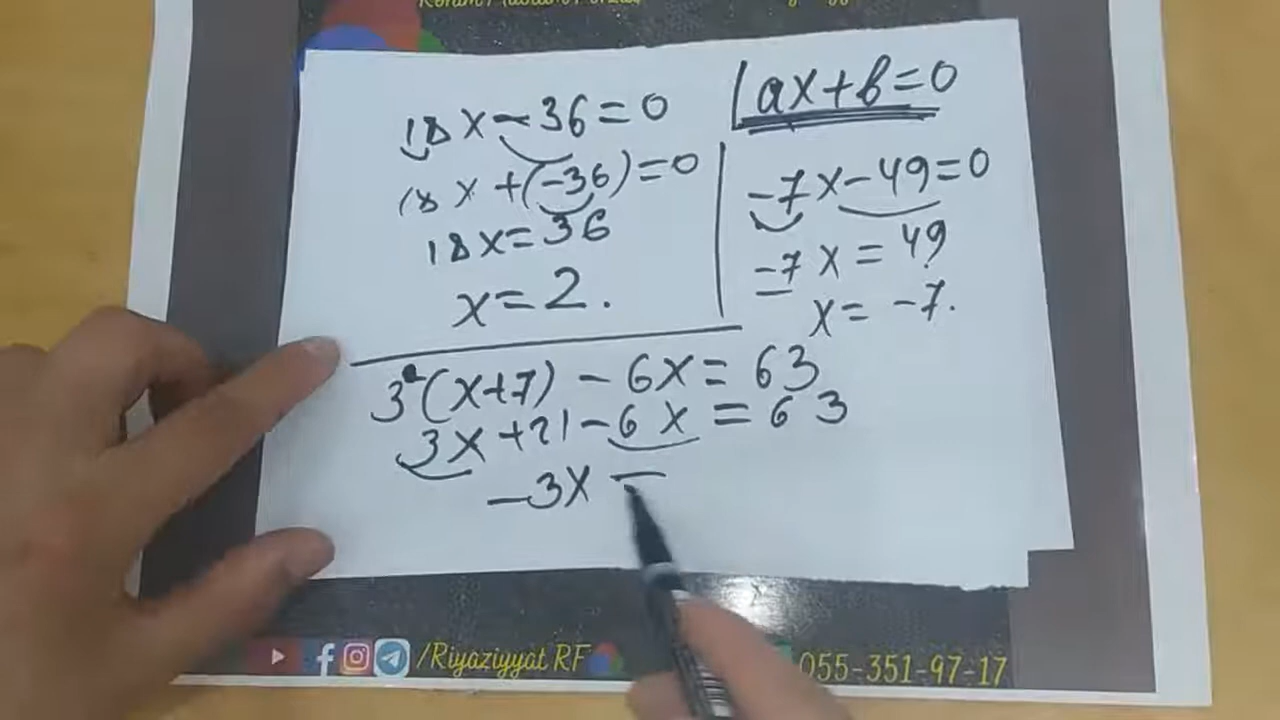 18x-36=0
18x+(-36)=0
18x=36
x=2.
ax+b=0
-7x-49=0
-7x=49
x=-7.
3(x+7)-6x=63
3x+21-6x=63
-3x=
/Riyaziyyat RF
055-351-97-17